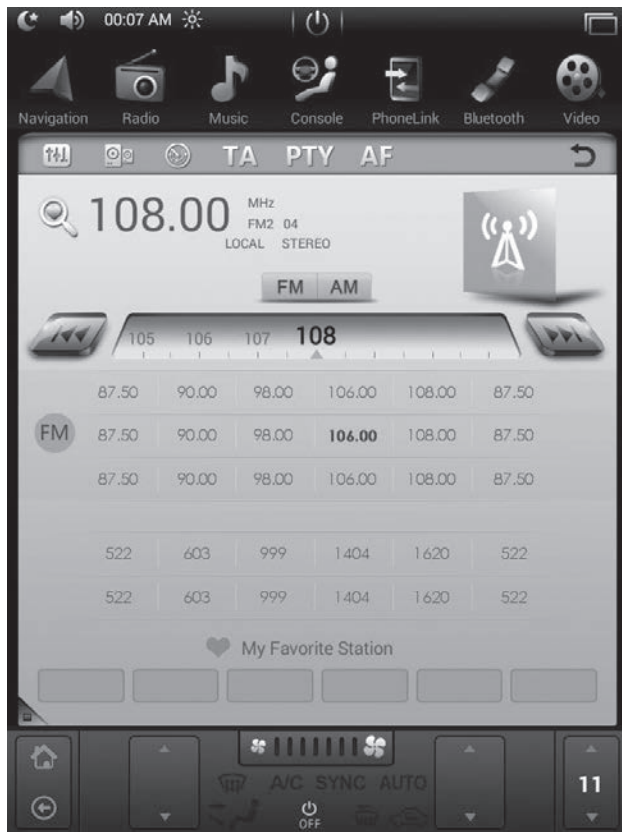 00:07 AM
Navigation Radio Music Console PhoneLink Bluetooth Video
TA PTY AF
108.00 MHz
FM2 04
LOCAL STEREO
FM AM
105 106 107 108
87.50 90.00 98.00 106.00 108.00 87.50
FM 87.50 90.00 98.00 106.00 108.00 87.50
87.50 90.00 98.00 106.00 108.00 87.50
522 603 999 1404 1620 522
522 603 999 1404 1620 522
My Favorite Station
A/C SYNC AUTO
11
OFF